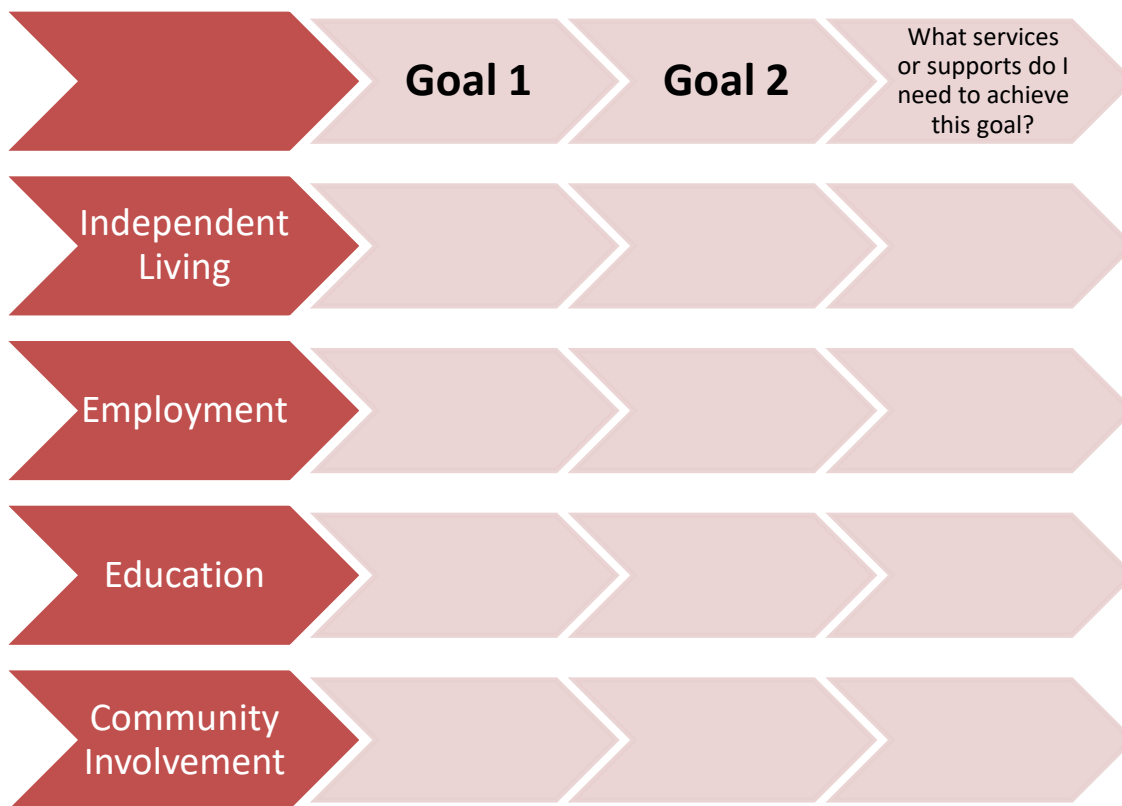 Goal 1
Goal 2
What services
or supports do I
need to achieve
this goal?
Independent
Living
Employment
Education
Community
Involvement